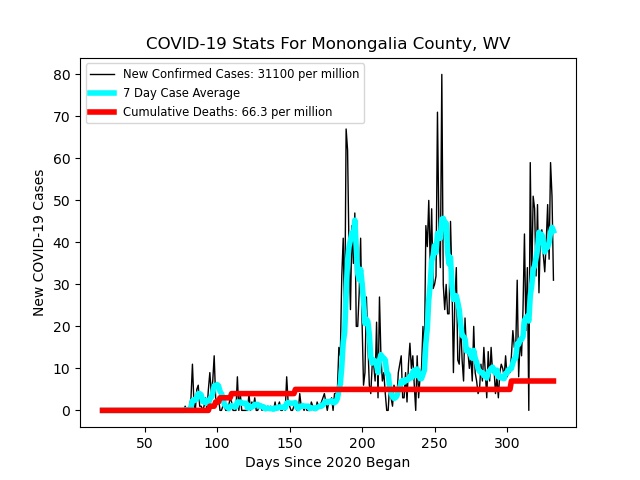 COVID-19 Stats For Monongalia County, WV
New Confirmed Cases: 31100 per million
7 Day Case Average
Cumulative Deaths: 66.3 per million
80
70
60
50
40
30
20
10
0
New COVID-19 Cases
50 100 150 200 250 300
Days Since 2020 Began